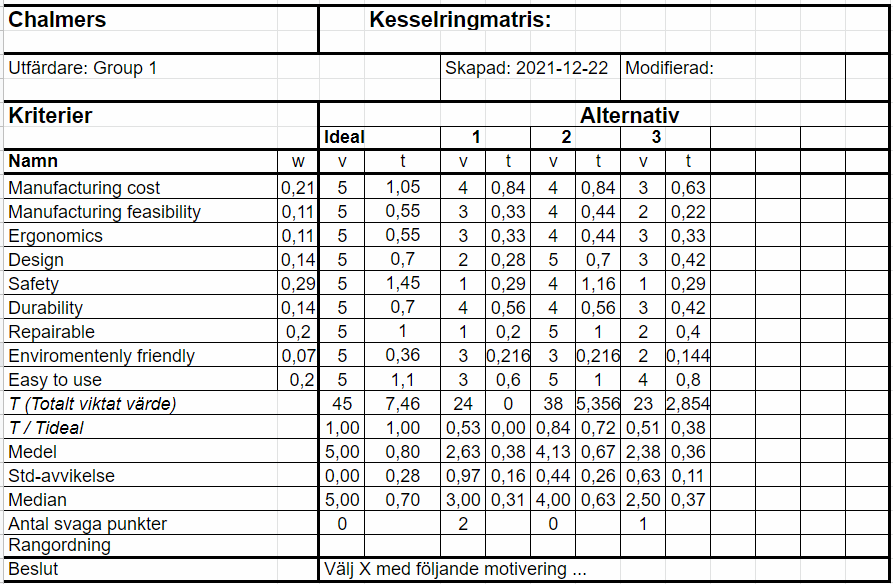 Chalmers Kesselringmatris:
Utfärdare: Group 1 Skapad: 2021-12-22 Modifierad:
Kriterier Alternativ
Ideal 1 2 3
Namn w v t v t v t v t
Manufacturing cost 0,21 5 1,05 4 0,84 4 0,84 3 0,63
Manufacturing feasibility 0,11 5 0,55 3 0,33 4 0,44 2 0,22
Ergonomics 0,11 5 0,55 3 0,33 4 0,44 3 0,33
Design 0,14 5 0,7 2 0,28 5 0,7 3 0,42
Safety 0,29 5 1,45 1 0,29 4 1,16 1 0,29
Durability 0,14 5 0,7 4 0,56 4 0,56 3 0,42
Repairable 0,2 5 1 1 0,2 5 1 2 0,4
Enviromentenly friendly 0,07 5 0,36 3 0,216 3 0,216 2 0,144
Easy to use 0,2 5 1,1 3 0,6 5 1 4 0,8
T (Totalt viktat värde) 45 7,46 24 0 38 5,356 23 2,854
T / Tideal 1,00 1,00 0,53 0,00 0,84 0,72 0,51 0,38
Medel 5,00 0,80 2,63 0,38 4,13 0,67 2,38 0,36
Std-avvikelse 0,00 0,28 0,97 0,16 0,44 0,26 0,63 0,11
Median 5,00 0,70 3,00 0,31 4,00 0,63 2,50 0,37
Antal svaga punkter 0 2 0 1
Rangordning
Beslut Välj X med följande motivering ...